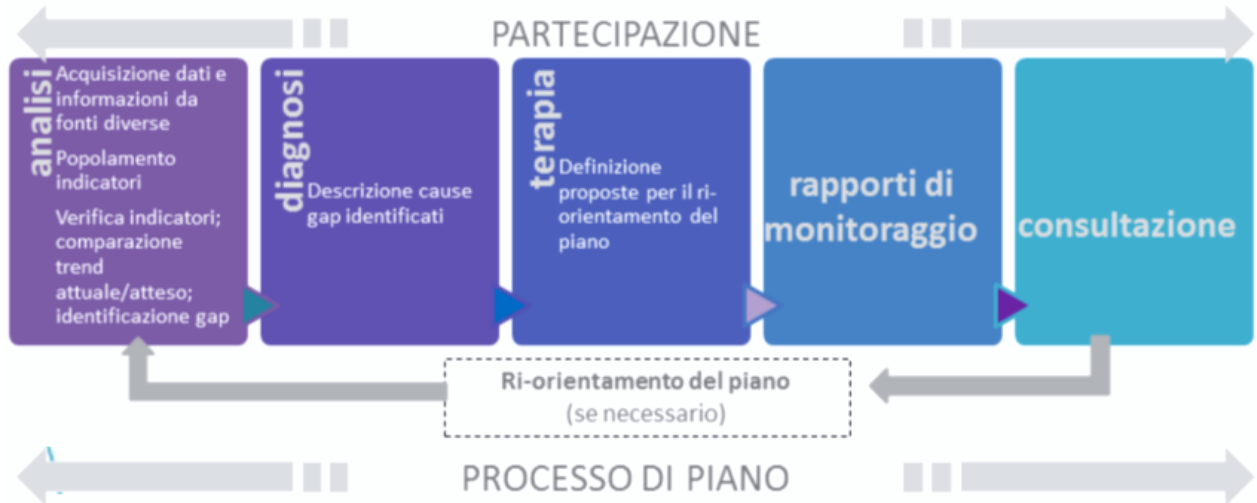 PARTECIPAZIONE
analisi
Acquisizione dati e
informazioni da
fonti diverse
Popolamento
indicatori
Verifica indicatori;
comparazione
trend
attuale/atteso;
identificazione gap
diagnosi
Descrizione cause
gap identificati
terapia
Definizione
proposte per il ri-
orientamento del
piano
rapporti di
monitoraggio
consultazione
Ri-orientamento del piano
(se necessario)
PROCESSO DI PIANO